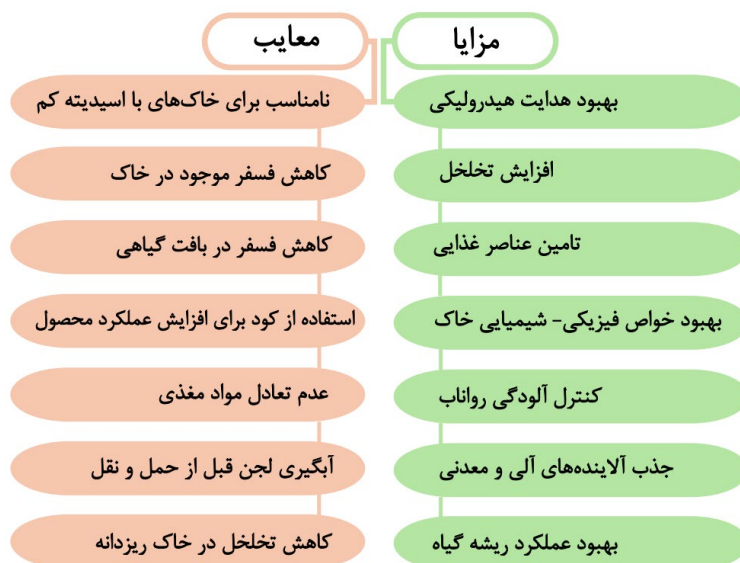 مزایا
بهبود هدایت هیدرولیکی
افزایش تخلخل
تامین عناصر غذایی
بهبود خواص فیزیکی- شیمیایی خاک
کنترل آلودگی رواناب
جذب آلاینده‌های آلی و معدنی
بهبود عملکرد ریشه گیاه
معایب
نامناسب برای خاک‌های با اسیدیته کم
کاهش فسفر موجود در خاک
کاهش فسفر در بافت گیاهی
استفاده از کود برای افزایش عملکرد محصول
عدم تعادل مواد مغذی
آبگیری لجن قبل از حمل و نقل
کاهش تخلخل در خاک ریزدانه